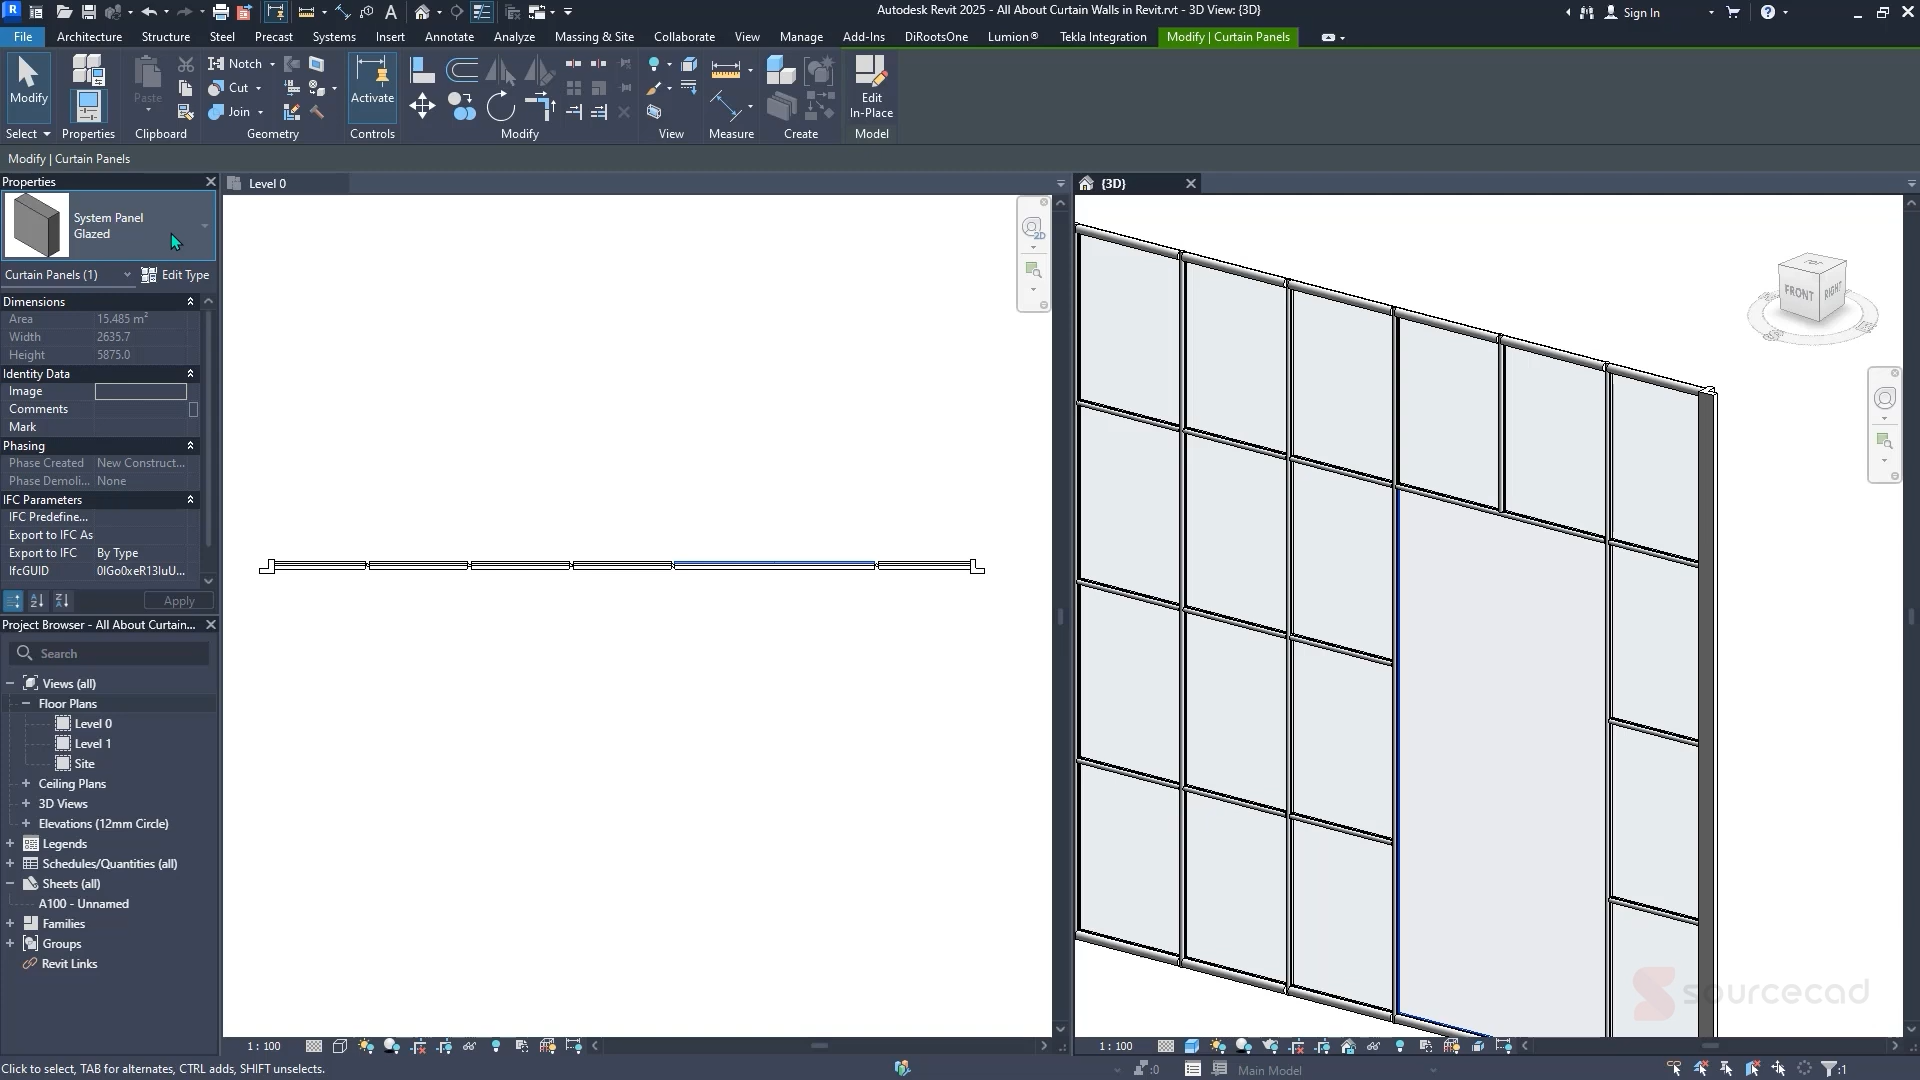 Autodesk Revit 2025 - All About Curtain Walls in Revit.rvt - 3D View: {3D}
Sign In
File Architecture Structure Steel Precast Systems Insert Annotate Analyze Massing & Site Collaborate View Manage Add-Ins DiRootsOne Lumion® Tekla Integration Modify | Curtain Panels
Modify
Paste
Notch
Cut
Join
Activate
Edit
In-Place
Select Properties Clipboard Geometry Controls Modify View Measure Create Model
Modify | Curtain Panels
Properties
System Panel
Glazed
Curtain Panels (1) Edit Type
Dimensions
Area 15.485 m²
Width 2635.7
Height 5875.0
Identity Data
Image
Comments
Mark
Phasing
Phase Created New Construct...
Phase Demoli... None
IFC Parameters
IFC Predefine...
Export to IFC As
Export to IFC By Type
IfcGUID 0IGo0xeR13IuU...
Apply
Project Browser - All About Curtain...
Search
Views (all)
Floor Plans
Level 0
Level 1
Site
Ceiling Plans
3D Views
Elevations (12mm Circle)
Legends
Schedules/Quantities (all)
Sheets (all)
A100 - Unnamed
Families
Groups
Revit Links
Level 0
2D
1 : 100
{3D}
TOP
FRONT
RIGHT
sourcecad
1 : 100
Click to select, TAB for alternates, CTRL adds, SHIFT unselects.
:0
Main Model
:1